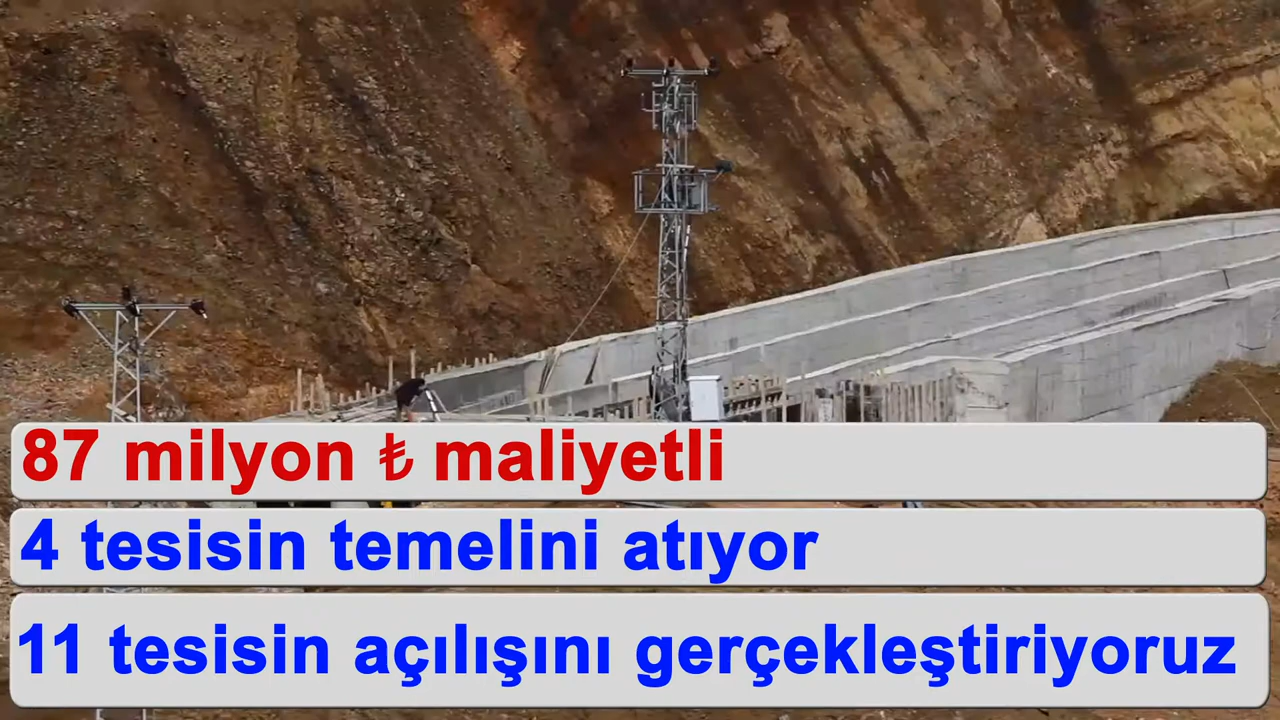 87 milyon ₺ maliyetli
4 tesisin temelini atıyor
11 tesisin açılışını gerçekleştiriyoruz